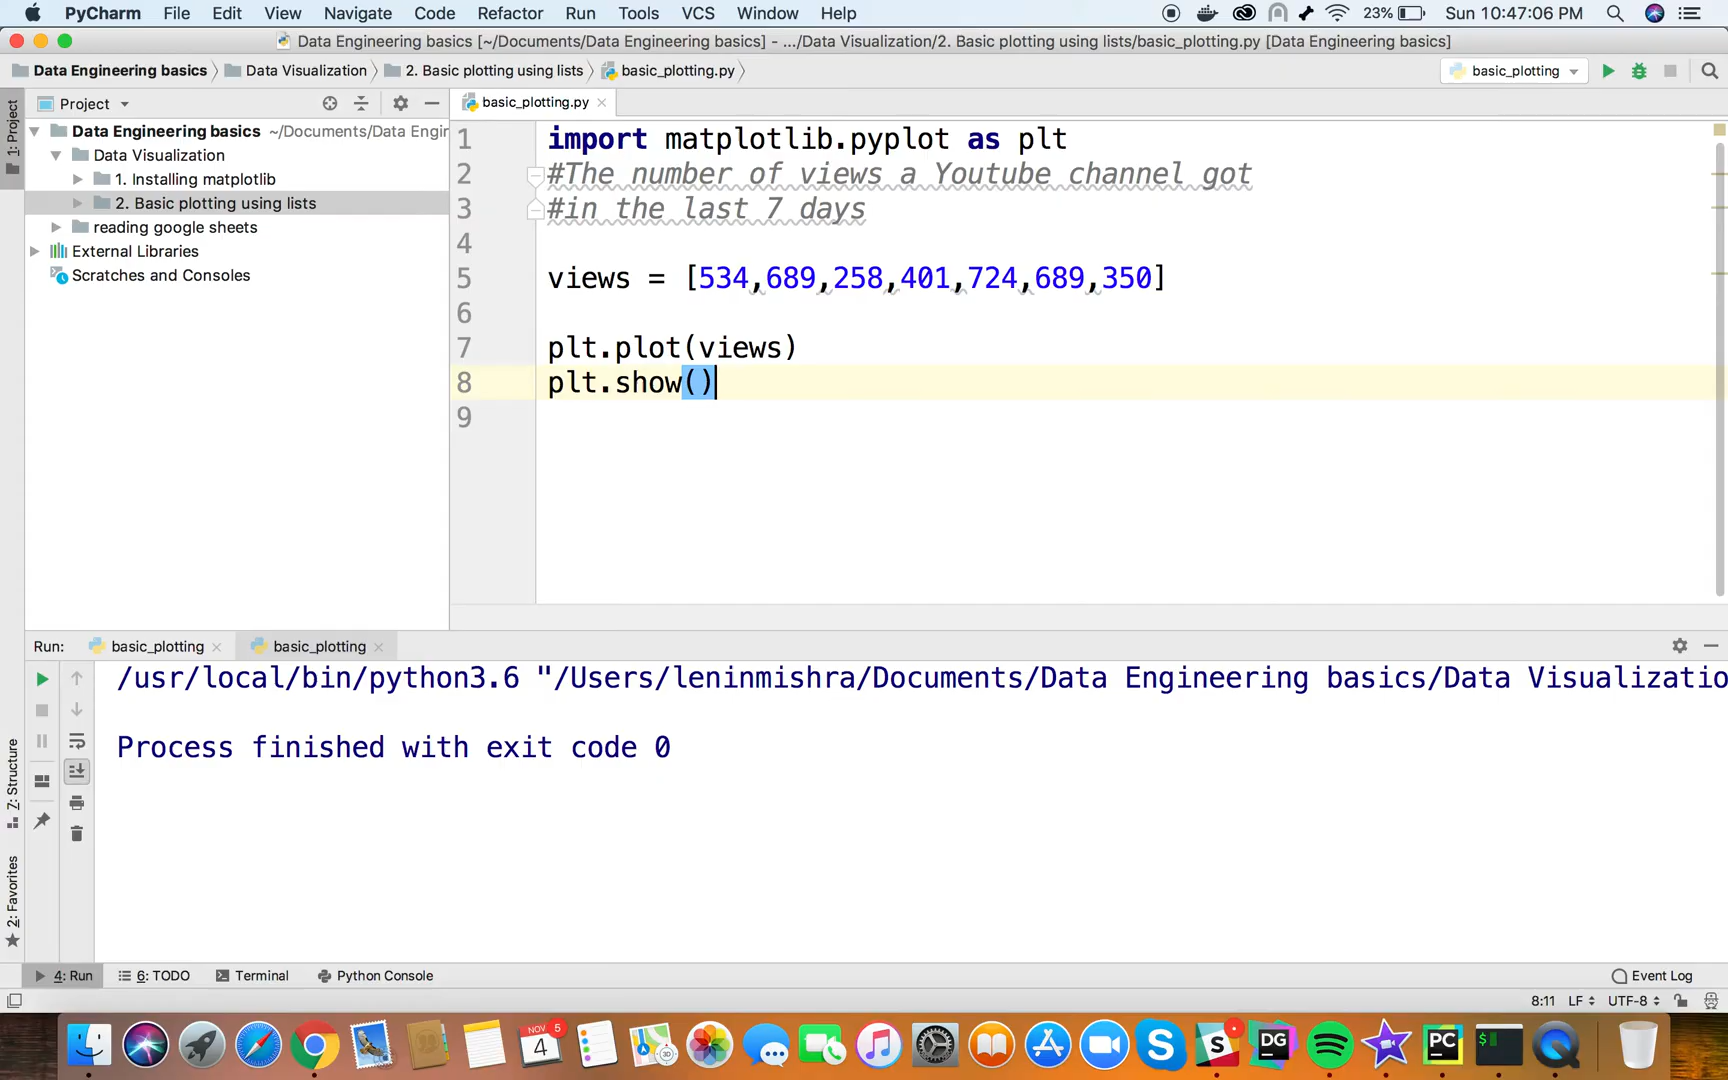 PyCharm File Edit View Navigate Code Refactor Run Tools VCS Window Help 23% Sun 10:47:06 PM
Data Engineering basics [~/Documents/Data Engineering basics] - .../Data Visualization/2. Basic plotting using lists/basic_plotting.py [Data Engineering basics]
Data Engineering basics Data Visualization 2. Basic plotting using lists basic_plotting.py basic_plotting
Project
basic_plotting.py
1: Project
Data Engineering basics ~/Documents/Data Engir
Data Visualization
1. Installing matplotlib
2. Basic plotting using lists
reading google sheets
External Libraries
Scratches and Consoles
1 import matplotlib.pyplot as plt
2 #The number of views a Youtube channel got
3 #in the last 7 days
4
5 views = [534,689,258,401,724,689,350]
6
7 plt.plot(views)
8 plt.show()
9
Run: basic_plotting basic_plotting
/usr/local/bin/python3.6 "/Users/leninmishra/Documents/Data Engineering basics/Data Visualizatio
Process finished with exit code 0
Z: Structure
2: Favorites
4: Run 6: TODO Terminal Python Console Event Log
8:11 LF UTF-8
NOV 5
4
DG
PC
$